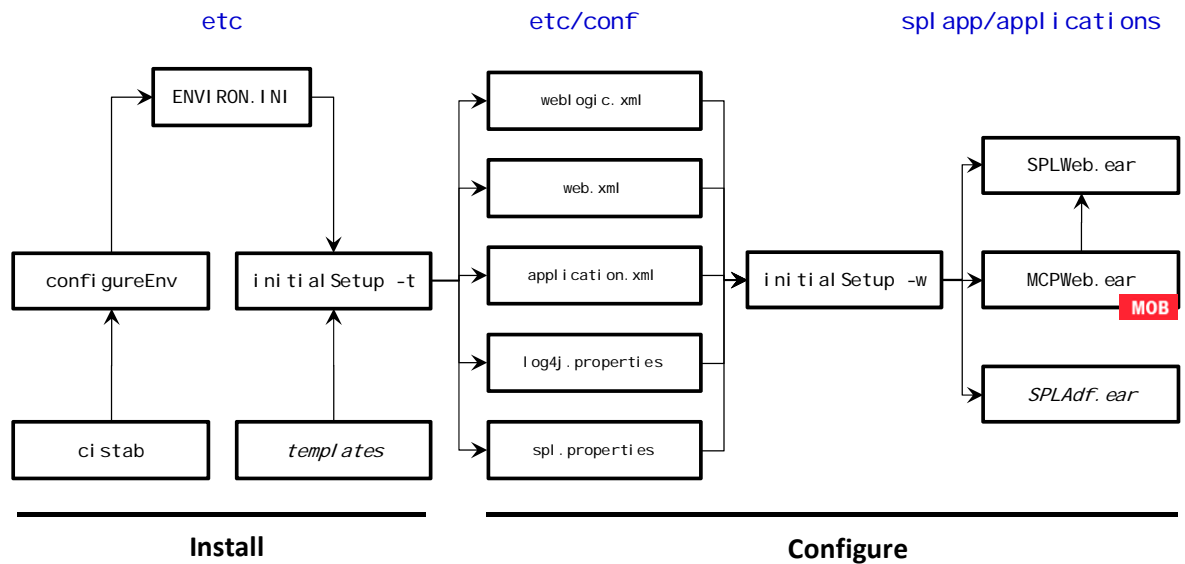 etc
etc/conf
splapp/applications
ENVIRON.INI
configureEnv
initialSetup -t
cistab
templates
weblogic.xml
web.xml
application.xml
log4j.properties
spl.properties
initialSetup -w
SPLWeb.ear
MCPWeb.ear
MOB
SPLAdf.ear
Install
Configure